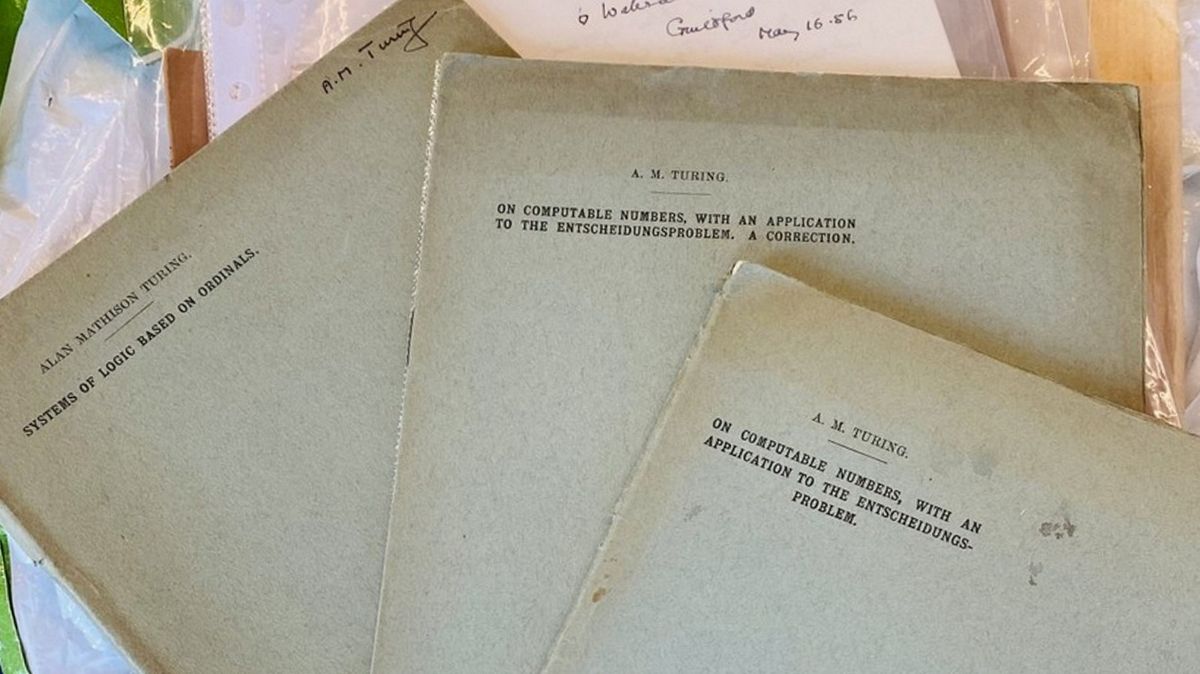 Guildford
May 16.86
A.M. Turing
ALAN MATHISON TURING.
SYSTEMS OF LOGIC BASED ON ORDINALS.
A. M. TURING.
ON COMPUTABLE NUMBERS, WITH AN APPLICATION
TO THE ENTSCHEIDUNGSPROBLEM. A CORRECTION.
A. M. TURING.
ON COMPUTABLE NUMBERS, WITH AN
APPLICATION TO THE ENTSCHEIDUNGS-
PROBLEM.